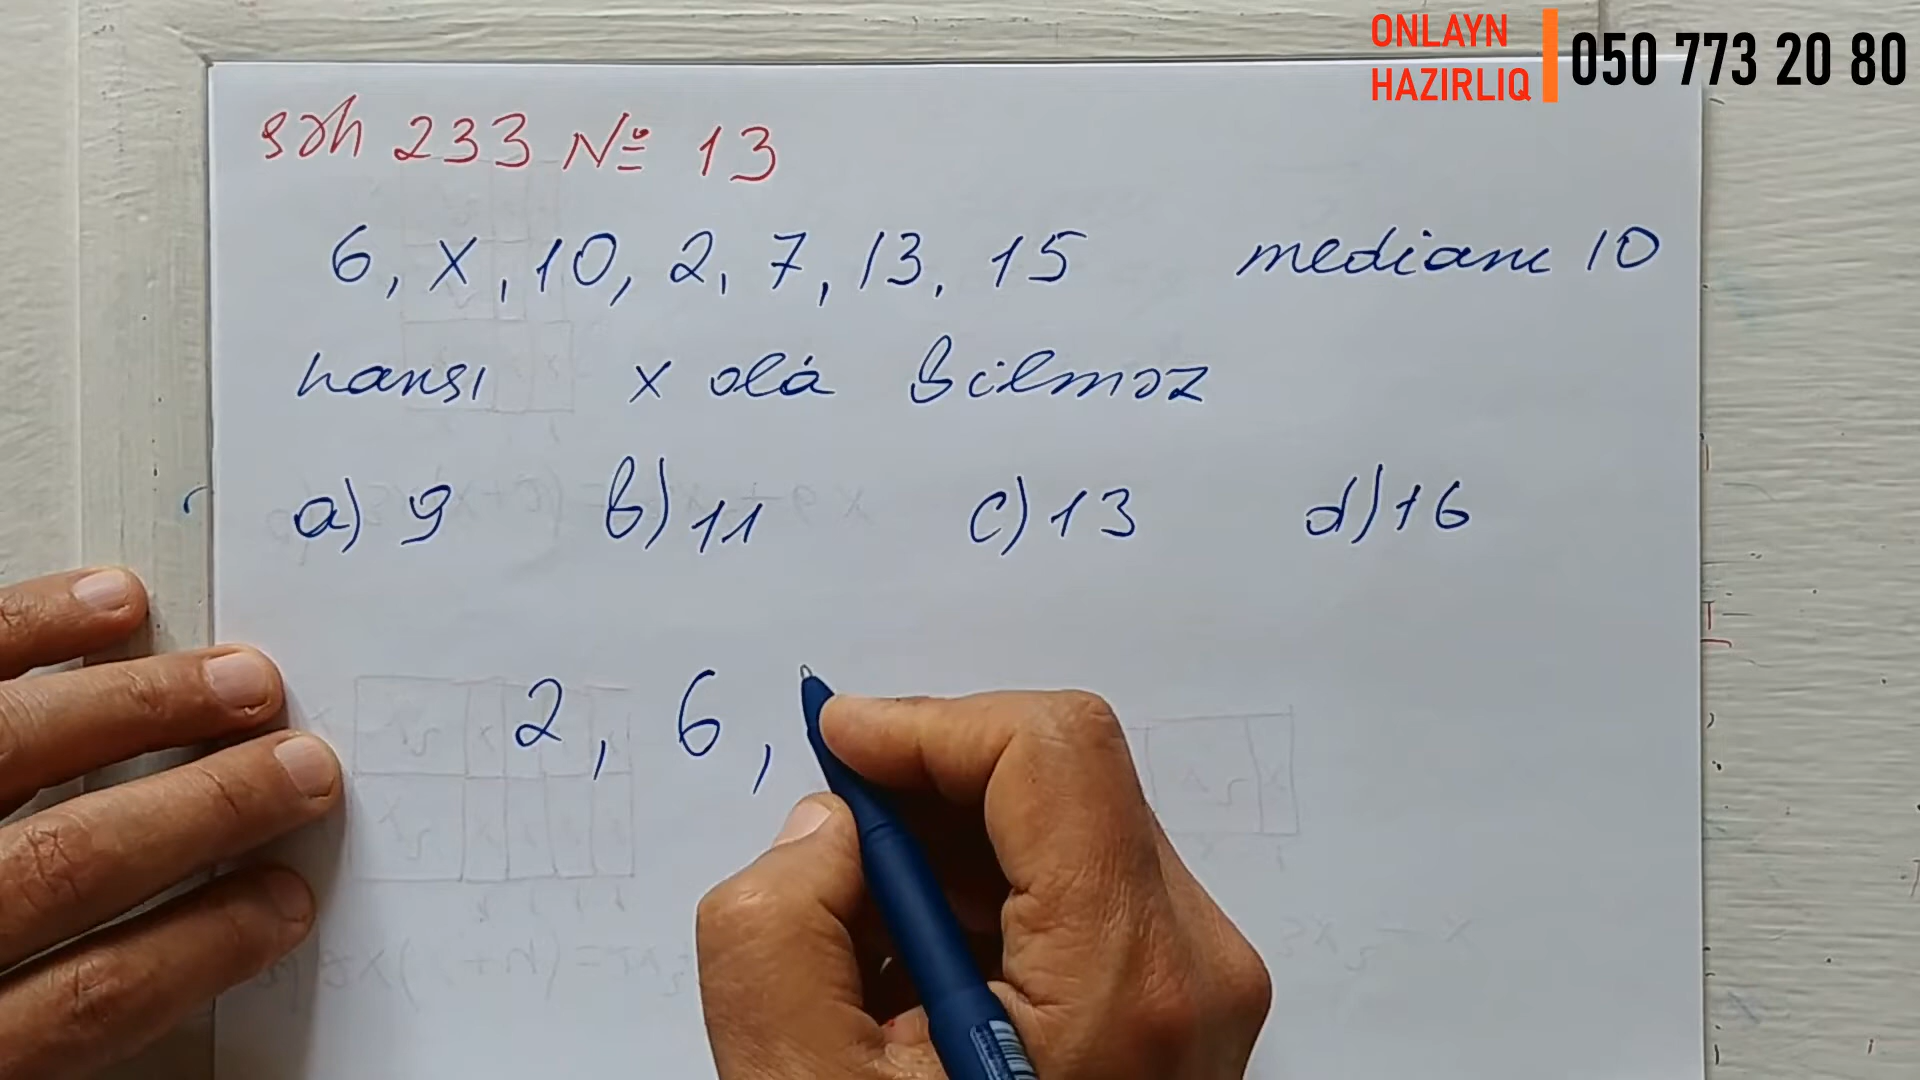 ONLAYN
HAZIRLIQ
050 773 20 80
səh 233 № 13
6, x, 10, 2, 7, 13, 15 medianı 10
hansı x ola bilməz
a) 9 b) 11 c) 13 d) 16
2, 6,